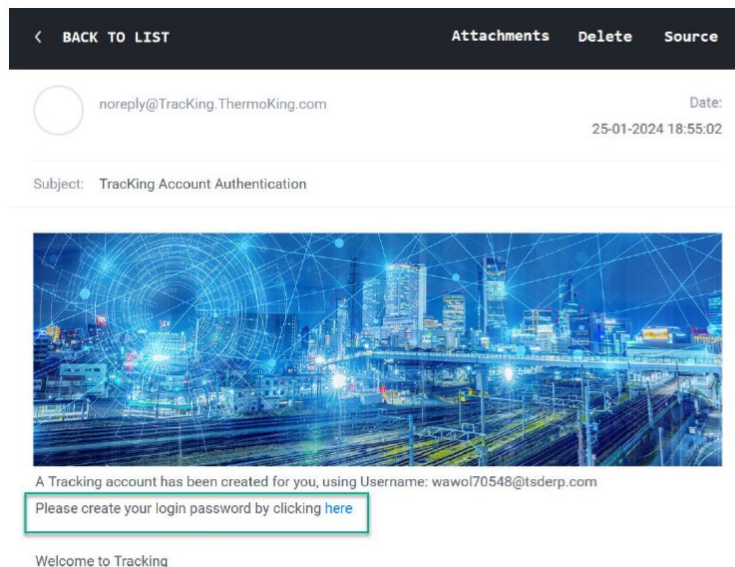 < BACK TO LIST Attachments Delete Source
noreply@TracKing.ThermoKing.com Date:
25-01-2024 18:55:02
Subject: TracKing Account Authentication
A Tracking account has been created for you, using Username: wawol70548@tsderp.com
Please create your login password by clicking here
Welcome to Tracking